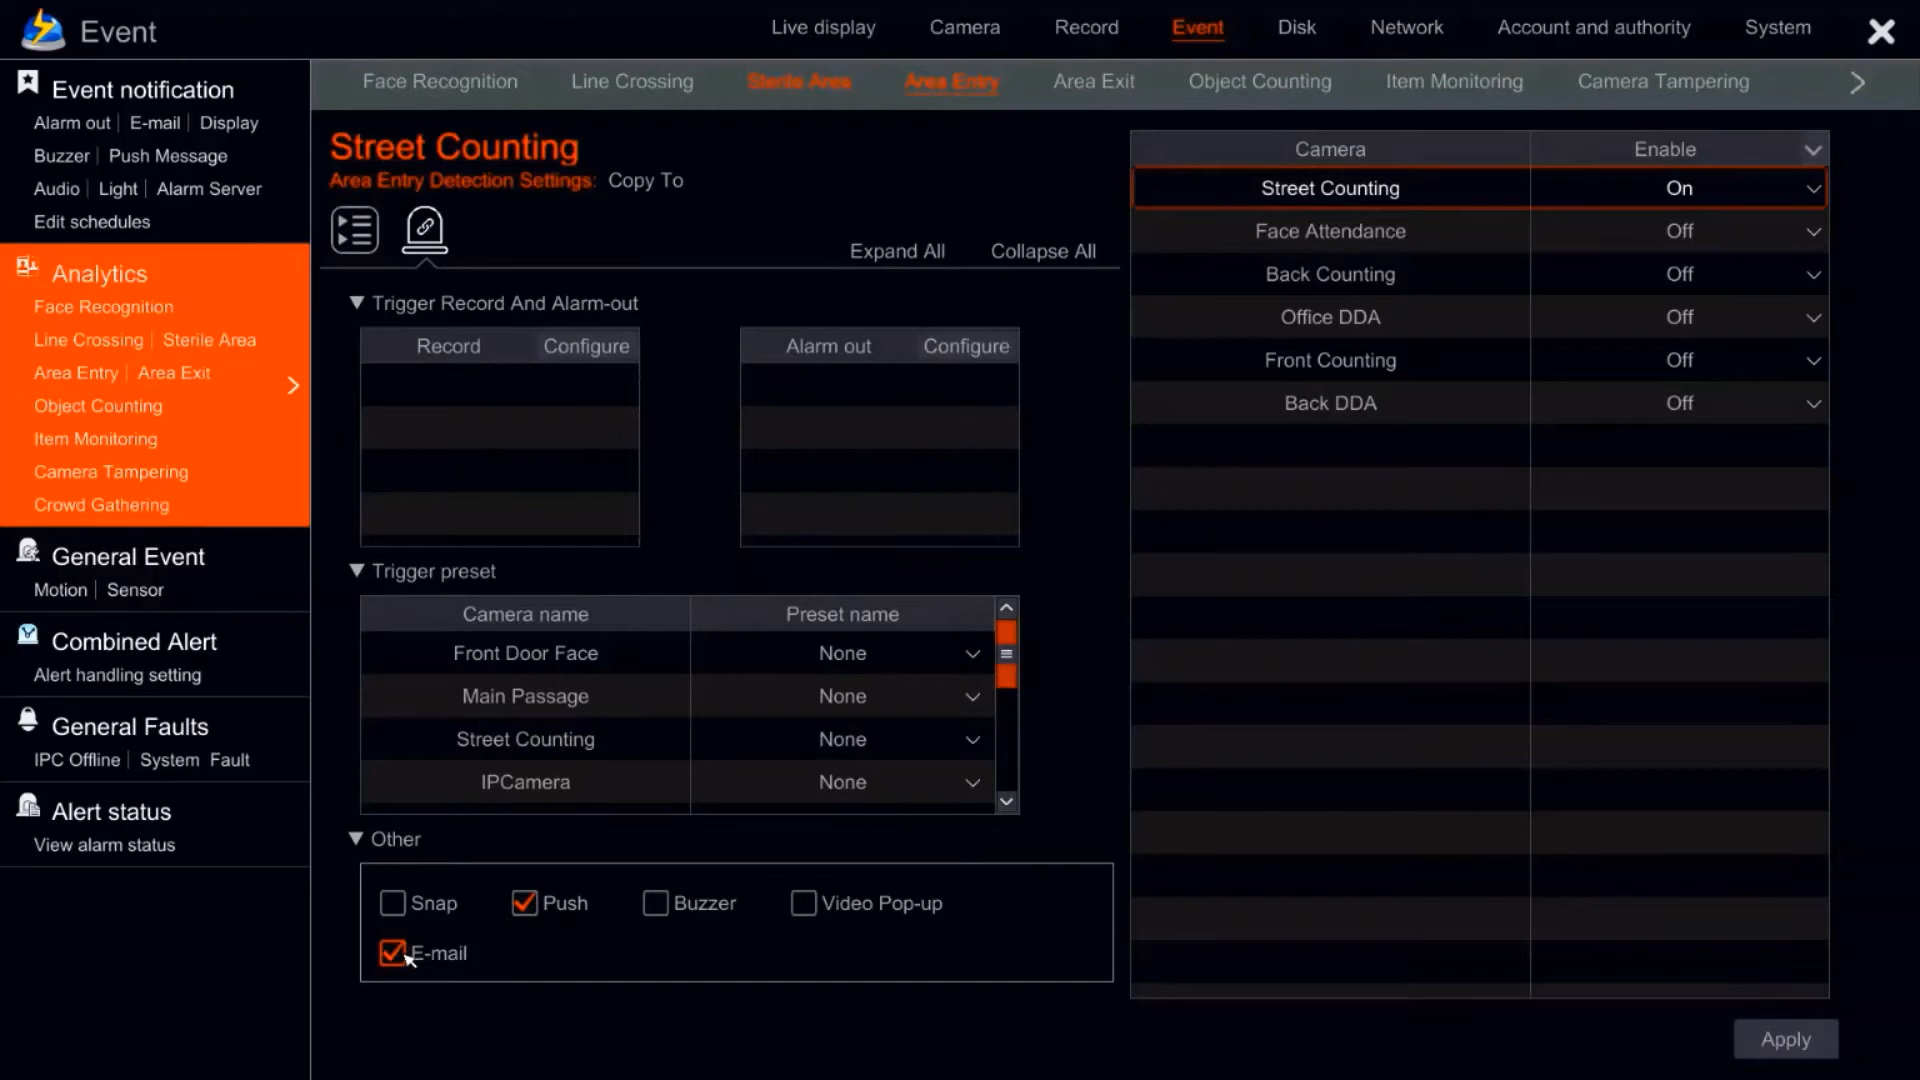 Event
Live display Camera Record Event Disk Network Account and authority System
Face Recognition Line Crossing Sterile Area Area Entry Area Exit Object Counting Item Monitoring Camera Tampering
Event notification
Alarm out | E-mail | Display
Buzzer | Push Message
Audio | Light | Alarm Server
Edit schedules
Analytics
Face Recognition
Line Crossing | Sterile Area
Area Entry | Area Exit
Object Counting
Item Monitoring
Camera Tampering
Crowd Gathering
General Event
Motion | Sensor
Combined Alert
Alert handling setting
General Faults
IPC Offline | System Fault
Alert status
View alarm status
Street Counting
Area Entry Detection Settings: Copy To
Expand All Collapse All
Trigger Record And Alarm-out
Record Configure
Alarm out Configure
Trigger preset
Camera name Preset name
Front Door Face None
Main Passage None
Street Counting None
IPCamera None
Other
Snap Push Buzzer Video Pop-up
E-mail
Camera Enable
Street Counting On
Face Attendance Off
Back Counting Off
Office DDA Off
Front Counting Off
Back DDA Off
Apply